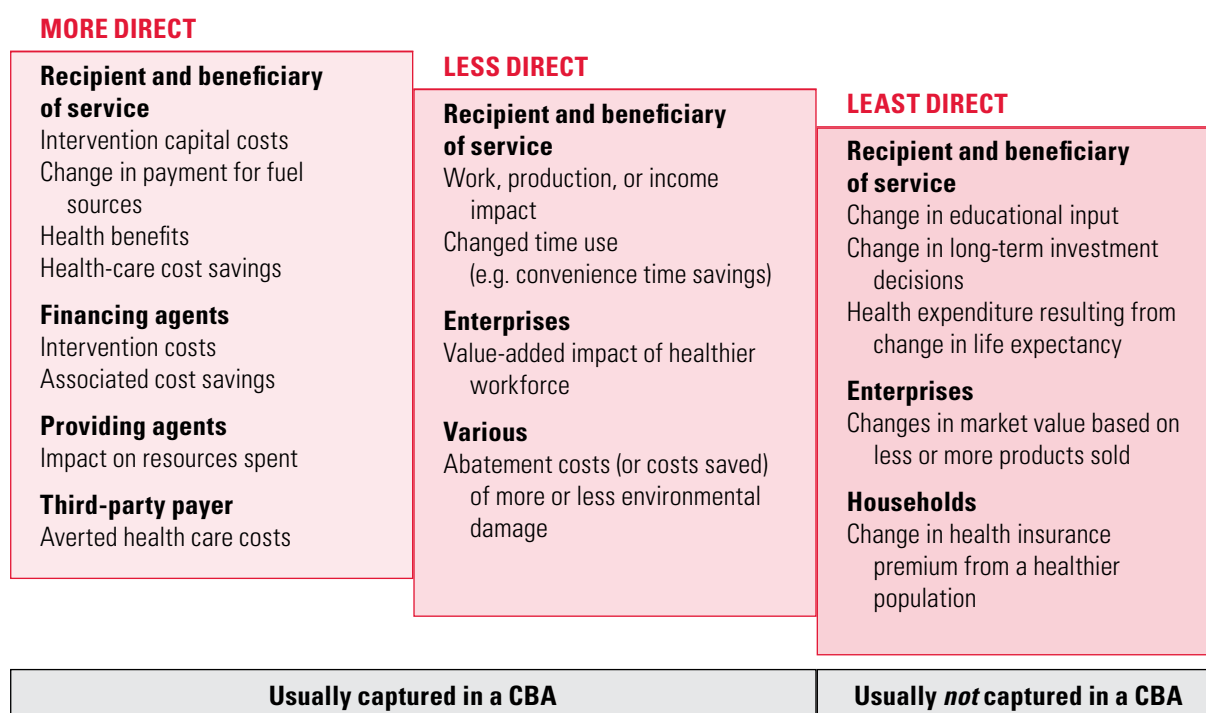 MORE DIRECT
Recipient and beneficiary
of service
Intervention capital costs
Change in payment for fuel
sources
Health benefits
Health-care cost savings
Financing agents
Intervention costs
Associated cost savings
Providing agents
Impact on resources spent
Third-party payer
Averted health care costs
LESS DIRECT
Recipient and beneficiary
of service
Work, production, or income
impact
Changed time use
(e.g. convenience time savings)
Enterprises
Value-added impact of healthier
workforce
Various
Abatement costs (or costs saved)
of more or less environmental
damage
LEAST DIRECT
Recipient and beneficiary
of service
Change in educational input
Change in long-term investment
decisions
Health expenditure resulting from
change in life expectancy
Enterprises
Changes in market value based on
less or more products sold
Households
Change in health insurance
premium from a healthier
population
Usually captured in a CBA
Usually not captured in a CBA